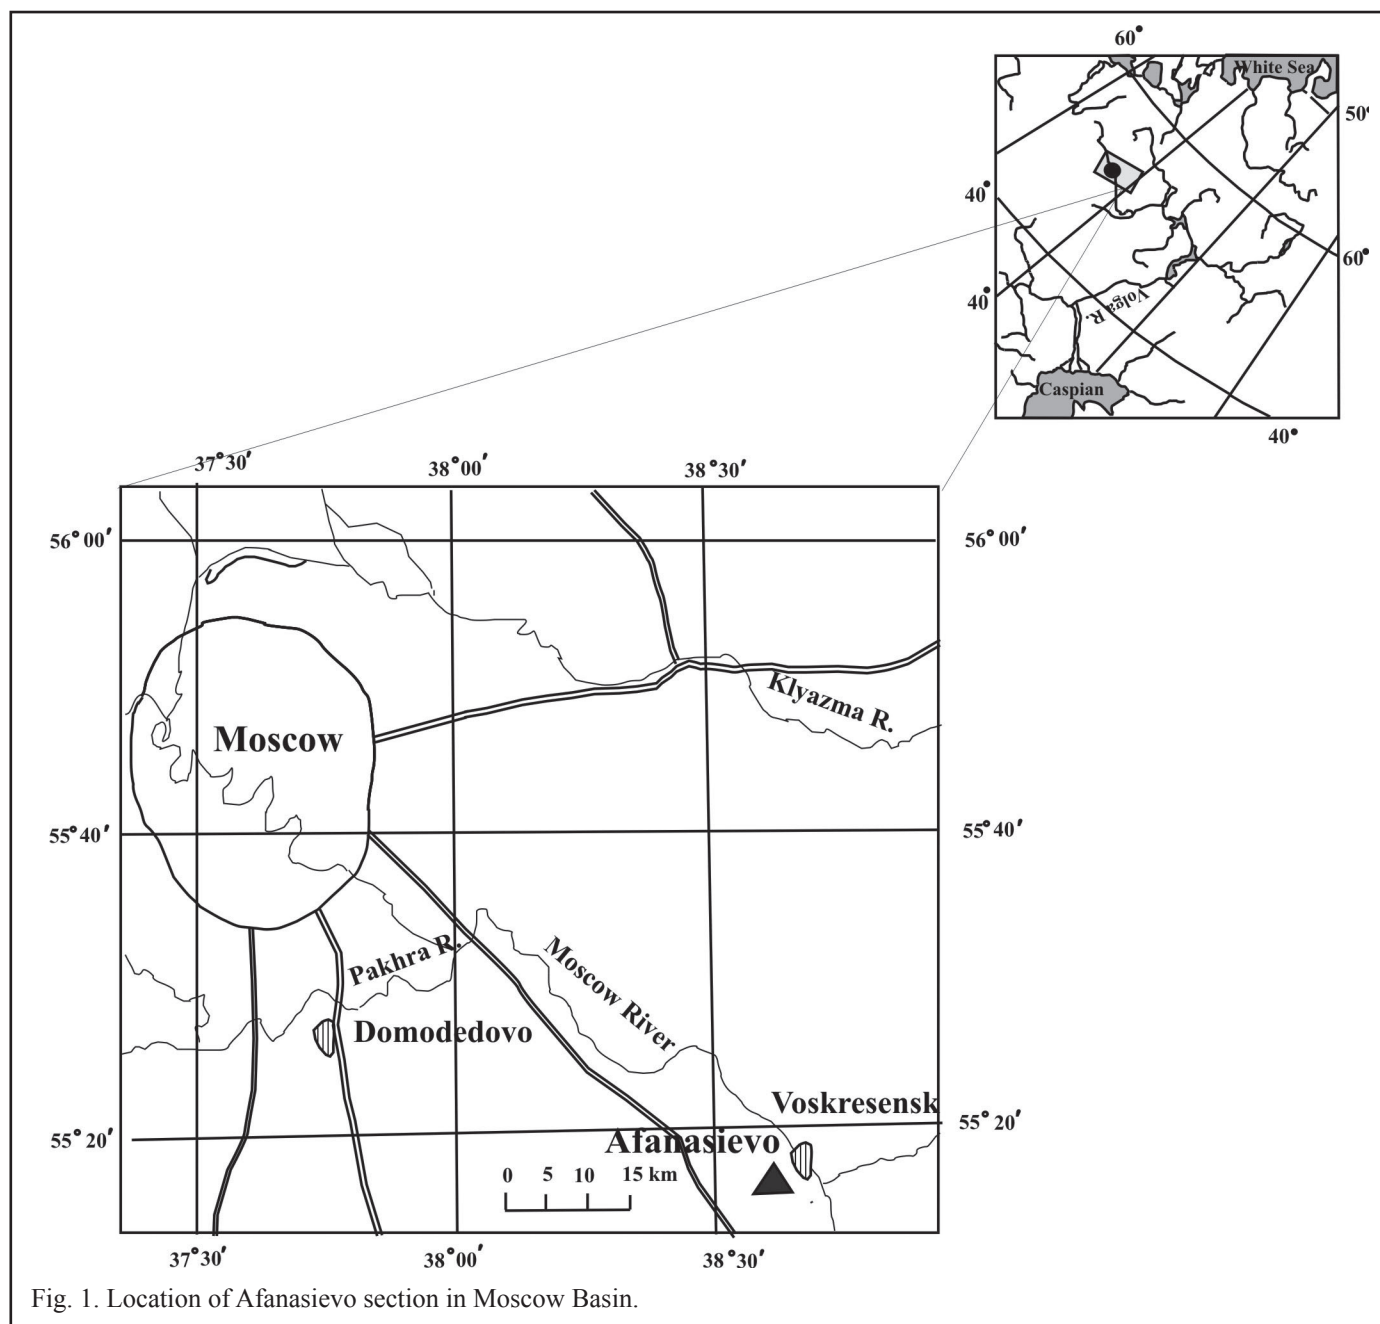 60°
White Sea
50°
40°
60°
40°
Volga R.
Caspian
40°
37°30′
38°00′
38°30′
56°00′
56°00′
Klyazma R.
Moscow
55°40′
55°40′
Pakhra R.
Moscow River
Domodedovo
Voskresensk
55°20′
55°20′
Afanasievo
0 5 10 15 km
37°30′
38°00′
38°30′
Fig. 1. Location of Afanasievo section in Moscow Basin.